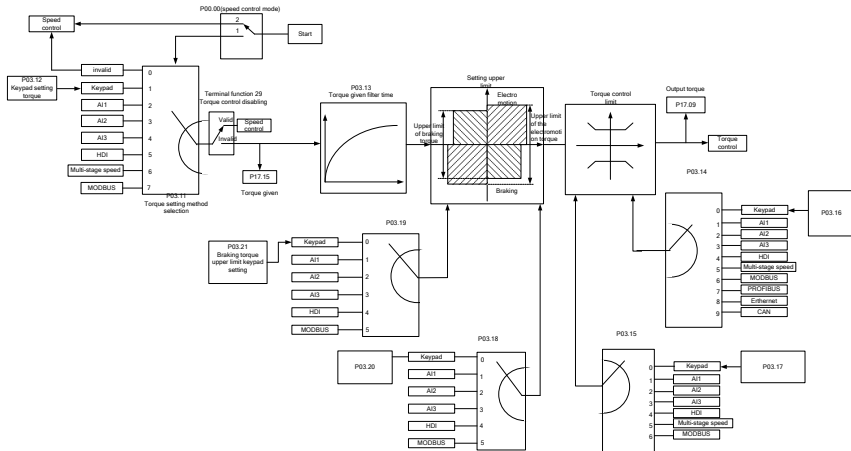 P00.00(speed control mode)
Speed
control
2
1
Start
P03.12
Keypad setting
torque
invalid
Keypad
AI1
AI2
AI3
HDI
Multi-stage speed
MODBUS
0
1
2
3
4
5
6
7
P03.11
Torque setting method
selection
Terminal function 29
Torque control disabling
Valid
Invalid
Speed
control
P17.15
Torque given
P03.13
Torque given filter time
Setting upper
limit
Electro
motion
Upper limit
of braking
torque
Upper limit
of the
electromoti
on torque
Braking
Torque control
limit
Output torque
P17.09
Torque
control
P03.14
0
1
2
3
4
5
6
7
8
9
Keypad
AI1
AI2
AI3
HDI
Multi-stage speed
MODBUS
PROFIBUS
Erthernet
CAN
P03.16
P03.19
P03.21
Braking torque
upper limit keypad
setting
Keypad
AI1
AI2
AI3
HDI
MODBUS
0
1
2
3
4
5
P03.18
P03.20
Keypad
AI1
AI2
AI3
HDI
MODBUS
0
1
2
3
4
5
P03.15
0
1
2
3
4
5
6
Keypad
AI1
AI2
AI3
HDI
Multi-stage speed
MODBUS
P03.17